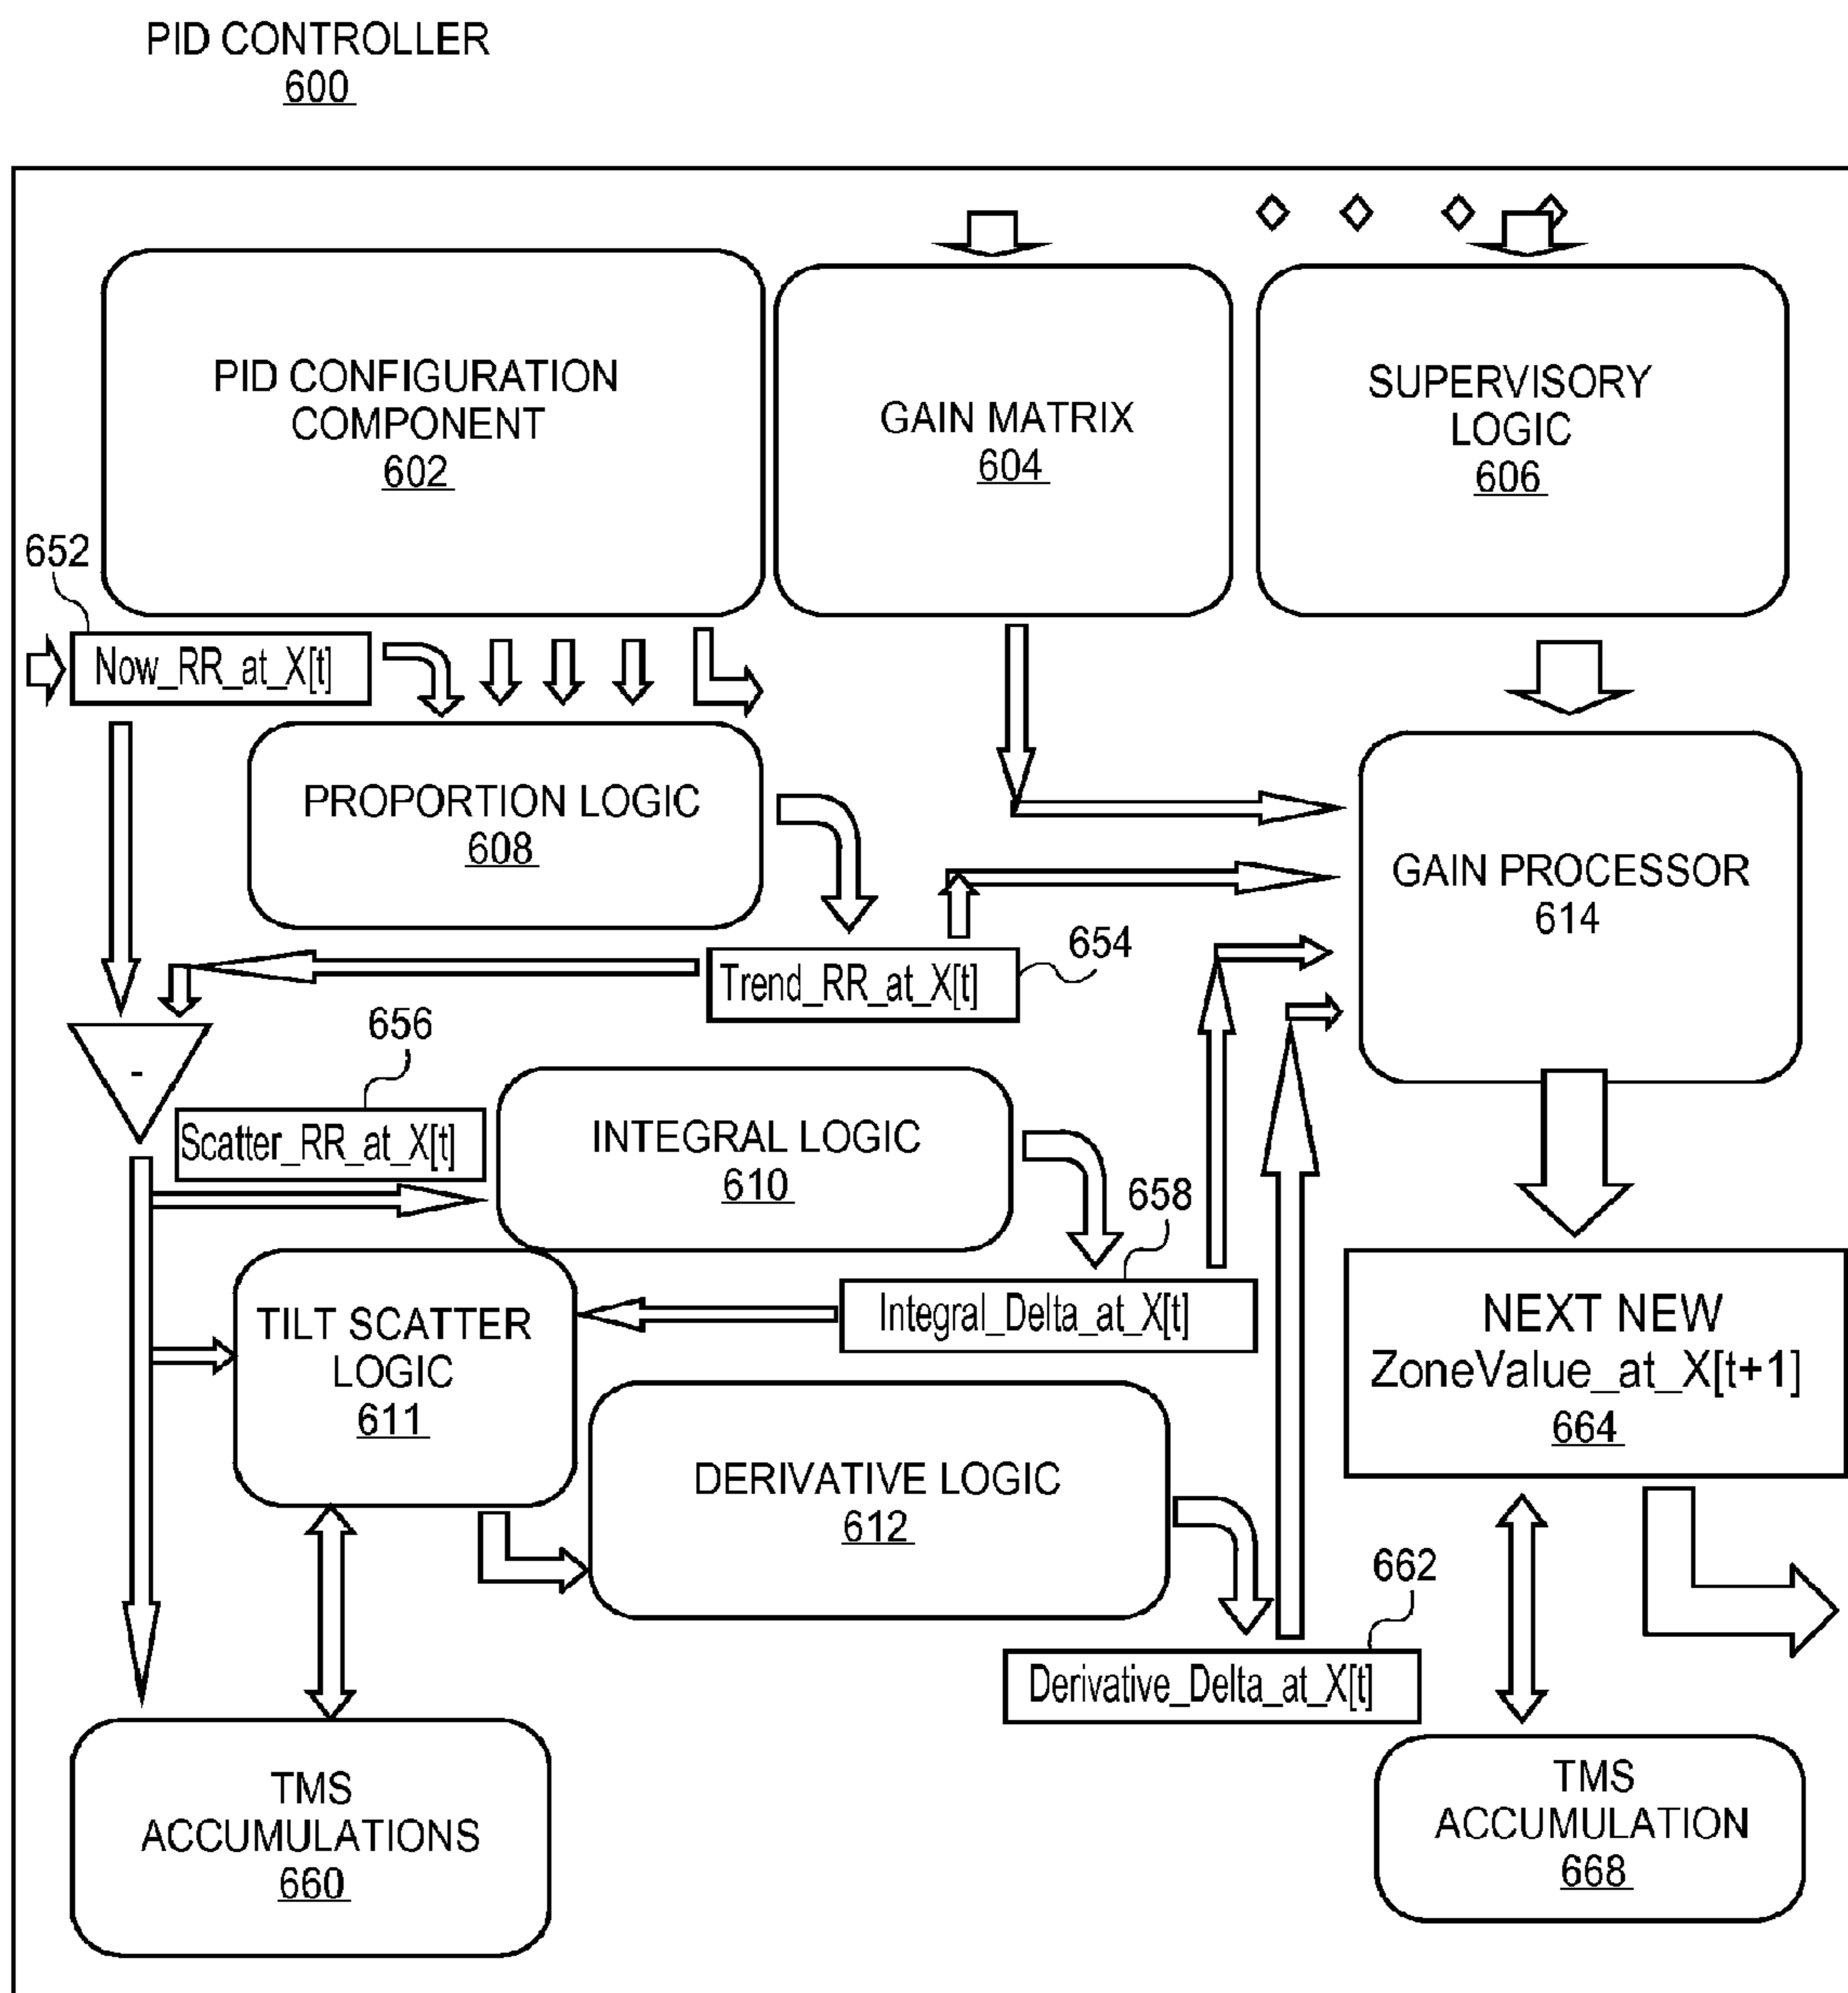 PID CONTROLLER
600
PID CONFIGURATION
COMPONENT
602
GAIN MATRIX
604
SUPERVISORY
LOGIC
606
652
Now_RR_at_X[t]
PROPORTION LOGIC
608
GAIN PROCESSOR
614
654
Trend_RR_at_X[t]
-
656
Scatter_RR_at_X[t]
INTEGRAL LOGIC
610
658
Integral_Delta_at_X[t]
TILT SCATTER
LOGIC
611
NEXT NEW
ZoneValue_at_X[t+1]
664
DERIVATIVE LOGIC
612
662
Derivative_Delta_at_X[t]
TMS
ACCUMULATIONS
660
TMS
ACCUMULATION
668